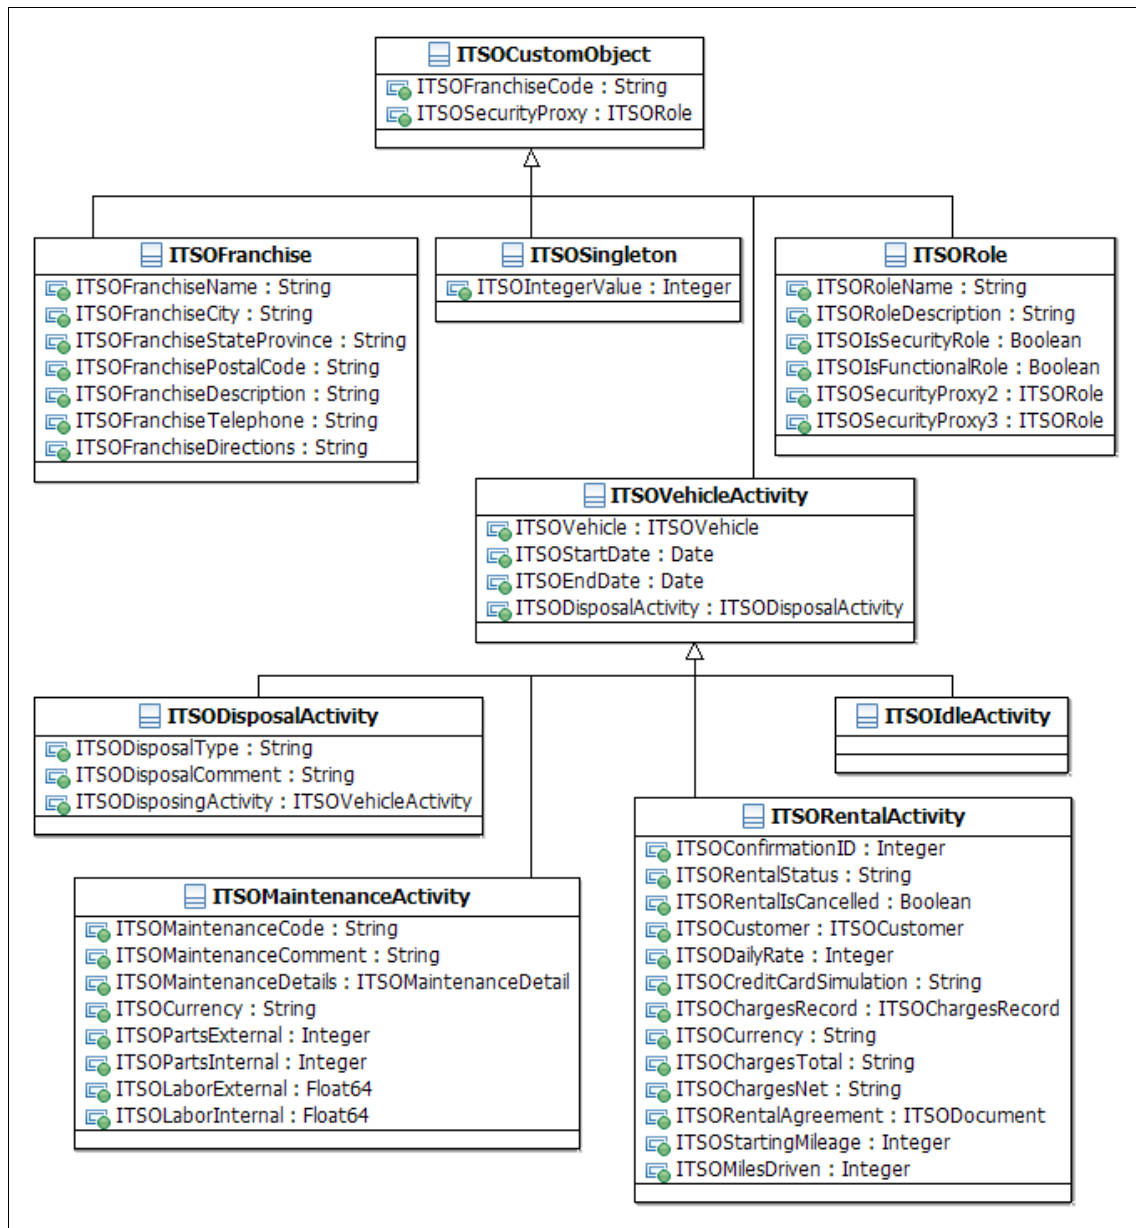 ITSOCustomObject
ITSOFranchiseCode : String
ITSOSecurityProxy : ITSORole
ITSOFranchise
ITSOFranchiseName : String
ITSOFranchiseCity : String
ITSOFranchiseStateProvince : String
ITSOFranchisePostalCode : String
ITSOFranchiseDescription : String
ITSOFranchiseTelephone : String
ITSOFranchiseDirections : String
ITSOSingleton
ITSOIntegerValue : Integer
ITSORole
ITSORoleName : String
ITSORoleDescription : String
ITSOIsSecurityRole : Boolean
ITSOIsFunctionalRole : Boolean
ITSOSecurityProxy2 : ITSORole
ITSOSecurityProxy3 : ITSORole
ITSOVehicleActivity
ITSOVehicle : ITSOVehicle
ITSOStartDate : Date
ITSOEndDate : Date
ITSODisposalActivity : ITSODisposalActivity
ITSODisposalActivity
ITSODisposalType : String
ITSODisposalComment : String
ITSODisposingActivity : ITSOVehicleActivity
ITSOIdleActivity
ITSOMaintenanceActivity
ITSOMaintenanceCode : String
ITSOMaintenanceComment : String
ITSOMaintenanceDetails : ITSOMaintenanceDetail
ITSOCurrency : String
ITSOPartsExternal : Integer
ITSOPartsInternal : Integer
ITSOLaborExternal : Float64
ITSOLaborInternal : Float64
ITSORentalActivity
ITSOConfirmationID : Integer
ITSORentalStatus : String
ITSORentalIsCancelled : Boolean
ITSOCustomer : ITSOCustomer
ITSODailyRate : Integer
ITSOCreditCardSimulation : String
ITSOChargesRecord : ITSOChargesRecord
ITSOCurrency : String
ITSOChargesTotal : String
ITSOChargesNet : String
ITSORentalAgreement : ITSODocument
ITSOStartingMileage : Integer
ITSOMilesDriven : Integer